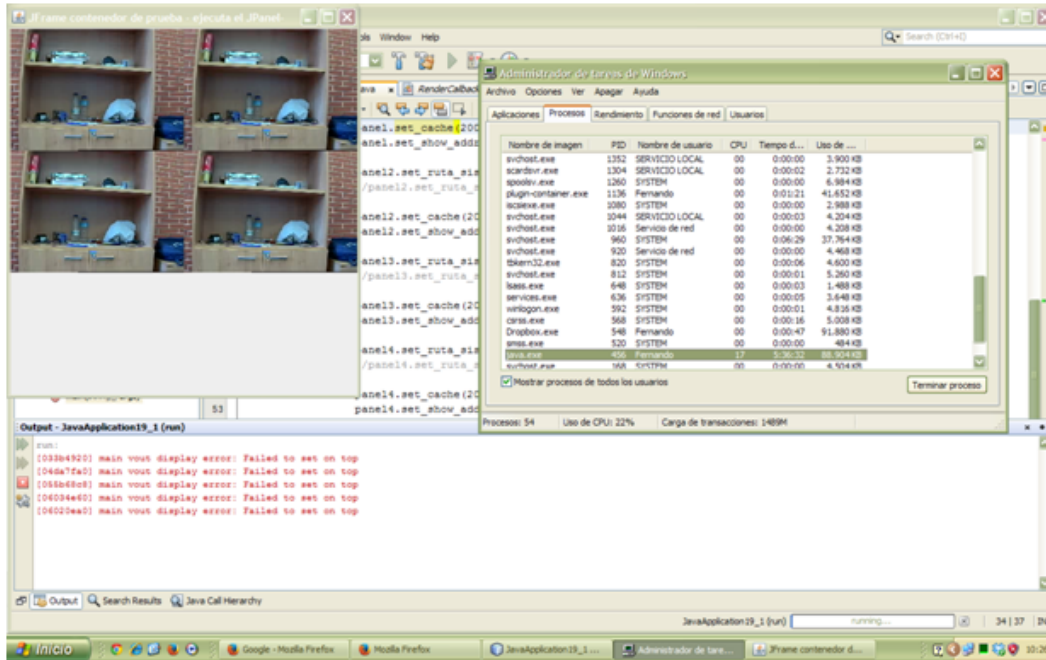 JFrame contenedor de prueba - ejecuta el JPanel-
Window Help
Search (Ctrl+I)
RenderCallback
Administrador de tareas de Windows
Archivo Opciones Ver Apagar Ayuda
Aplicaciones Procesos Rendimiento Funciones de red Usuarios
Nombre de imagen PID Nombre de usuario CPU Tiempo d... Uso de ...
svchost.exe 1352 SERVICIO LOCAL 00 0:00:00 3.900 KB
scardsvr.exe 1304 SERVICIO LOCAL 00 0:00:02 2.732 KB
spoolsv.exe 1260 SYSTEM 00 0:00:00 6.984 KB
plugin-container.exe 1136 Fernando 00 0:01:21 41.652 KB
iscsiexe.exe 1080 SYSTEM 00 0:00:00 2.988 KB
svchost.exe 1044 SERVICIO LOCAL 00 0:00:03 4.204 KB
svchost.exe 1016 Servicio de red 00 0:00:00 4.208 KB
svchost.exe 960 SYSTEM 00 0:06:29 37.764 KB
svchost.exe 920 Servicio de red 00 0:00:00 4.468 KB
tbkern32.exe 820 SYSTEM 00 0:00:06 4.600 KB
svchost.exe 812 SYSTEM 00 0:00:01 5.260 KB
lsass.exe 648 SYSTEM 00 0:00:03 1.488 KB
services.exe 636 SYSTEM 00 0:00:05 3.648 KB
winlogon.exe 592 SYSTEM 00 0:00:01 4.816 KB
csrss.exe 568 SYSTEM 00 0:00:16 5.008 KB
Dropbox.exe 548 Fernando 00 0:00:47 91.880 KB
smss.exe 520 SYSTEM 00 0:00:00 484 KB
java.exe 456 Fernando 17 5:36:32 88.904 KB
svchost.exe 168 SYSTEM 00 0:00:00 4.504 KB
Mostrar procesos de todos los usuarios
Terminar proceso
Procesos: 54 Uso de CPU: 22% Carga de transacciones: 1489M
anel.set_cache(200
anel.set_show_addr
anel2.set_ruta_sis
/panel2.set_ruta_s
anel2.set_cache(20
anel2.set_show_add
anel3.set_ruta_sis
/panel3.set_ruta_s
anel3.set_cache(20
anel3.set_show_add
anel4.set_ruta_sis
/panel4.set_ruta_s
panel4.set_cache(20
53 panel4.set_show_add
Output - JavaApplication19_1 (run)
run:
[033b4920] main vout display error: Failed to set on top
[04da7fa0] main vout display error: Failed to set on top
[055b68c8] main vout display error: Failed to set on top
[06034e60] main vout display error: Failed to set on top
[06020ea0] main vout display error: Failed to set on top
Output Search Results Java Call Hierarchy
JavaApplication19_1 (run) running... 34|37
Inicio Google - Mozilla Firefox Mozilla Firefox JavaApplication19_1 ... Administrador de tare... JFrame contenedor d...